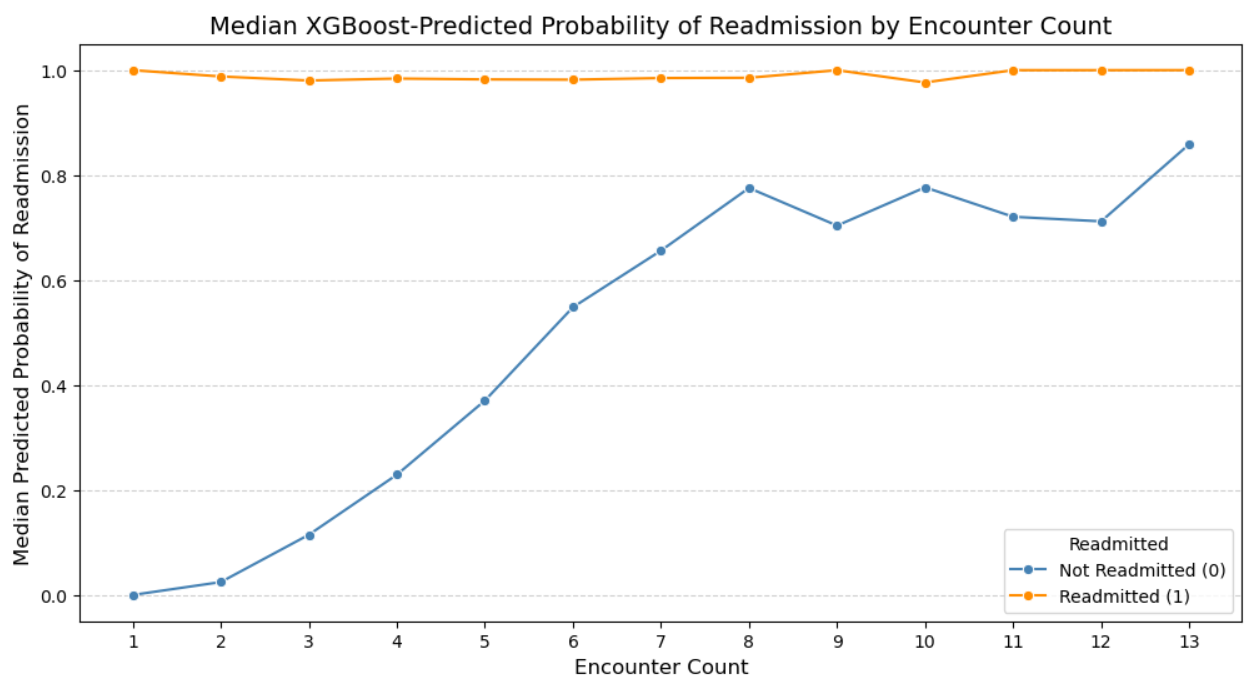 Median XGBoost-Predicted Probability of Readmission by Encounter Count
Median Predicted Probability of Readmission
1.0
0.8
0.6
0.4
0.2
0.0
Readmitted
Not Readmitted (0)
Readmitted (1)
1 2 3 4 5 6 7 8 9 10 11 12 13
Encounter Count